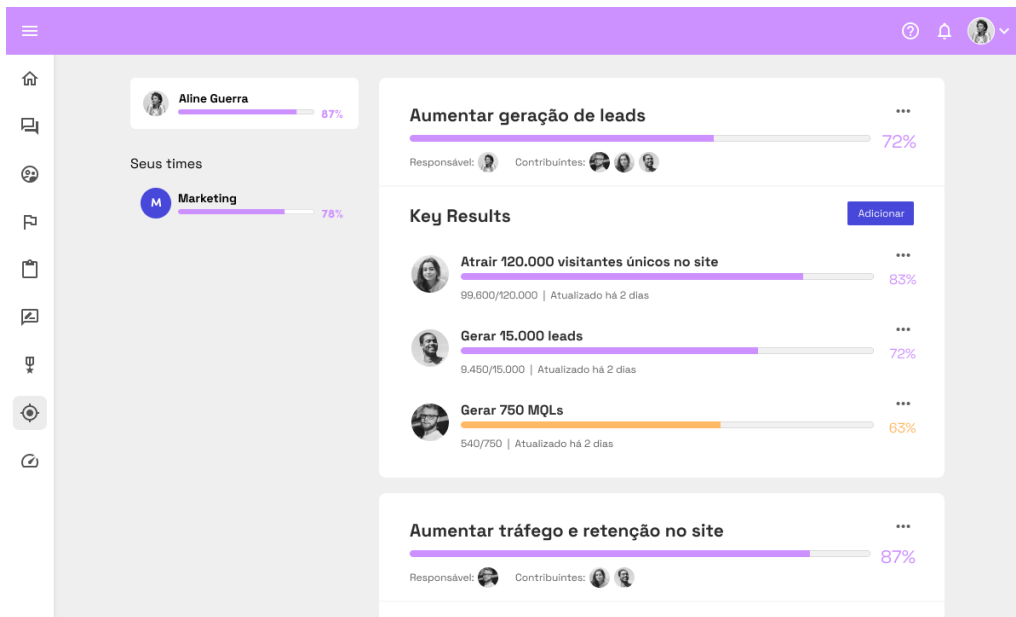 Aline Guerra
87%
Seus times
M
Marketing
78%
Aumentar geração de leads
72%
Responsável:
Contribuintes:
Key Results
Adicionar
Atrair 120.000 visitantes únicos no site
83%
99.600/120.000 | Atualizado há 2 dias
Gerar 15.000 leads
72%
9.450/15.000 | Atualizado há 2 dias
Gerar 750 MQLs
63%
540/750 | Atualizado há 2 dias
Aumentar tráfego e retenção no site
87%
Responsável:
Contribuintes: